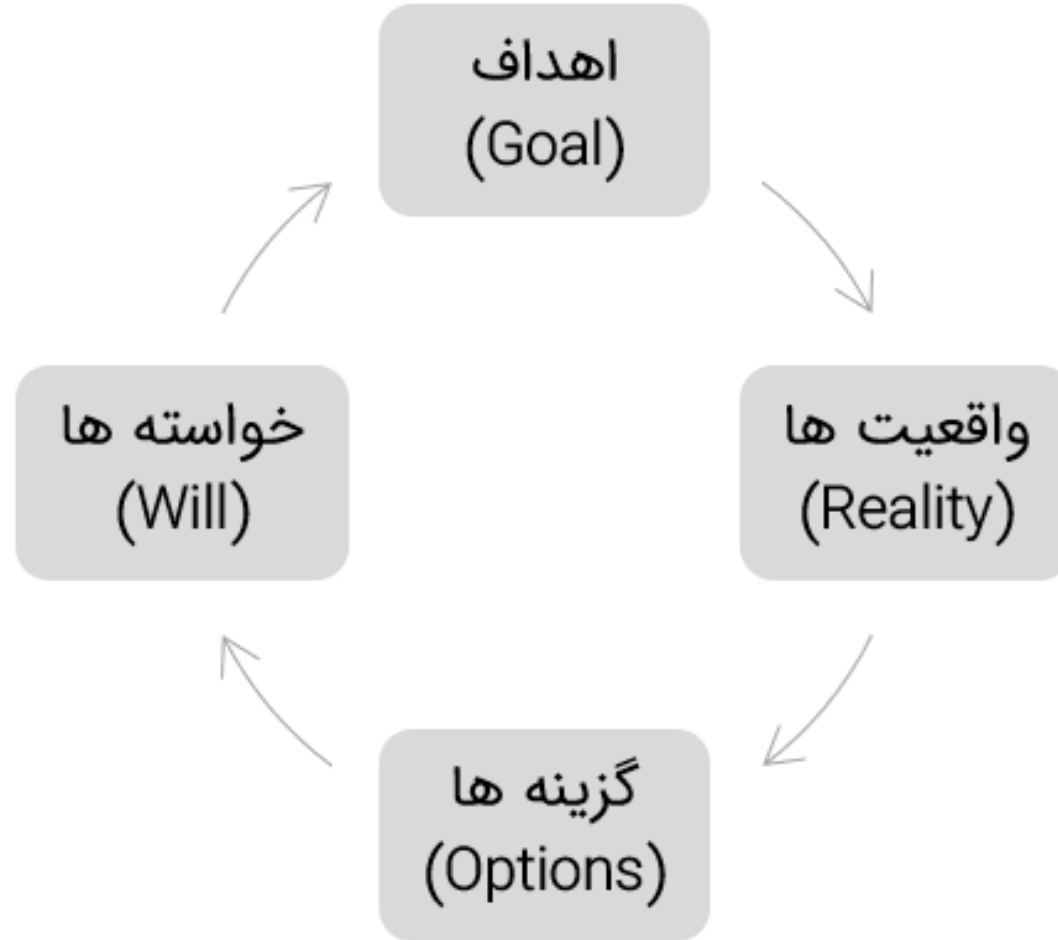 اهداف
(Goal)
واقعیت ها
(Reality)
گزینه ها
(Options)
خواسته ها
(Will)